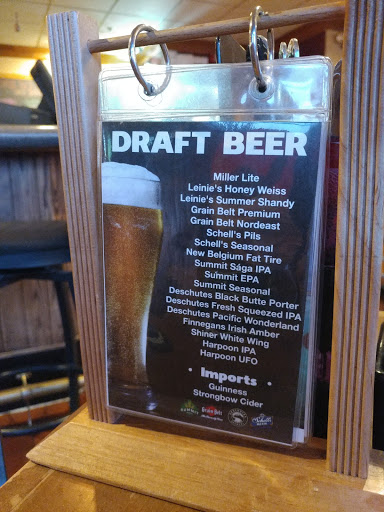 DRAFT BEER
Miller Lite
Leinie's Honey Weiss
Leinie's Summer Shandy
Grain Belt Premium
Grain Belt Nordeast
Schell's Pils
Schell's Seasonal
New Belgium Fat Tire
Summit Sága IPA
Summit EPA
Summit Seasonal
Deschutes Black Butte Porter
Deschutes Fresh Squeezed IPA
Deschutes Pacific Wonderland
Finnegans Irish Amber
Shiner White Wing
Harpoon IPA
Harpoon UFO
• Imports •
Guinness
Strongbow Cider